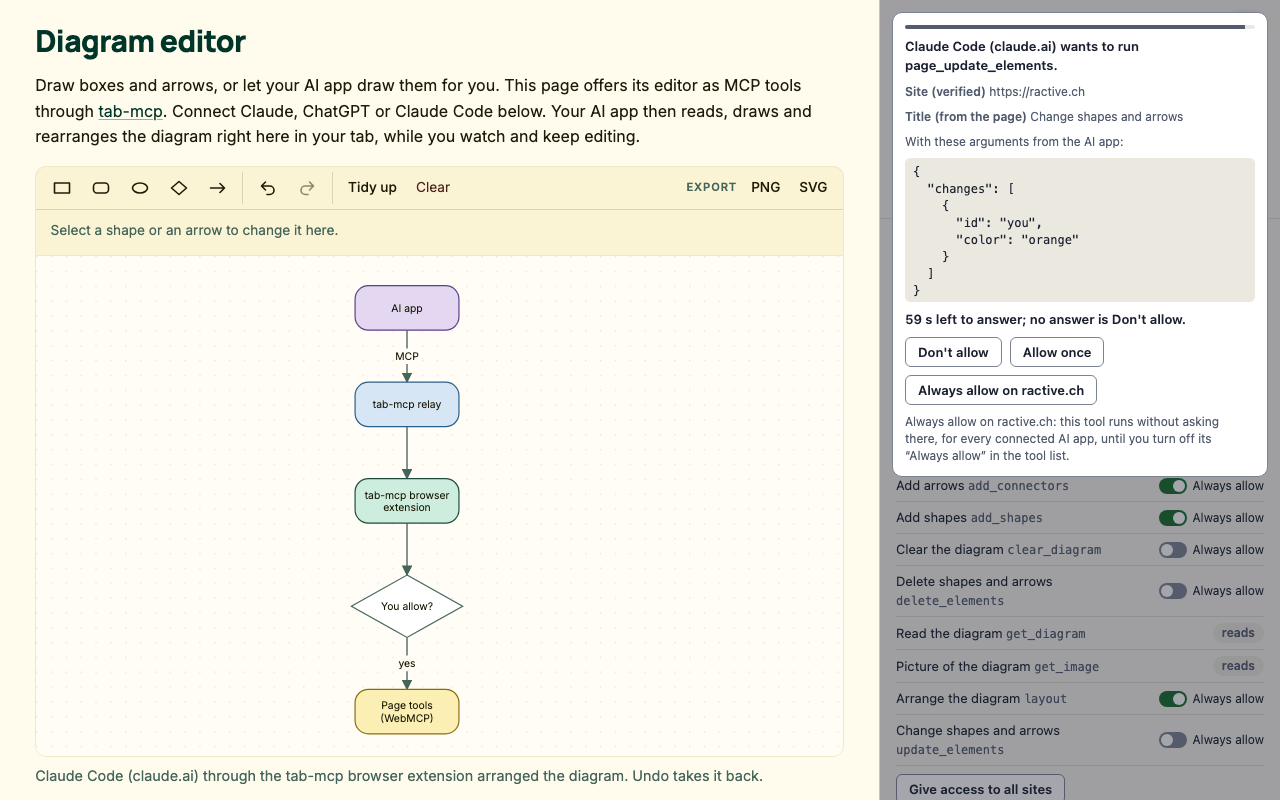 Diagram editor
Draw boxes and arrows, or let your AI app draw them for you. This page offers its editor as MCP tools
through tab-mcp. Connect Claude, ChatGPT or Claude Code below. Your AI app then reads, draws and
rearranges the diagram right here in your tab, while you watch and keep editing.
Tidy up Clear EXPORT PNG SVG
Select a shape or an arrow to change it here.
AI app
MCP
tab-mcp relay
tab-mcp browser
extension
You allow?
yes
Page tools
(WebMCP)
Claude Code (claude.ai) through the tab-mcp browser extension arranged the diagram. Undo takes it back.
Claude Code (claude.ai) wants to run
page_update_elements.
Site (verified) https://ractive.ch
Title (from the page) Change shapes and arrows
With these arguments from the AI app:
{
  "changes": [
    {
      "id": "you",
      "color": "orange"
    }
  ]
}
59 s left to answer; no answer is Don't allow.
Don't allow Allow once
Always allow on ractive.ch
Always allow on ractive.ch: this tool runs without asking
there, for every connected AI app, until you turn off its
“Always allow” in the tool list.
Add arrows add_connectors Always allow
Add shapes add_shapes Always allow
Clear the diagram clear_diagram Always allow
Delete shapes and arrows
delete_elements Always allow
Read the diagram get_diagram reads
Picture of the diagram get_image reads
Arrange the diagram layout Always allow
Change shapes and arrows
update_elements Always allow
Give access to all sites